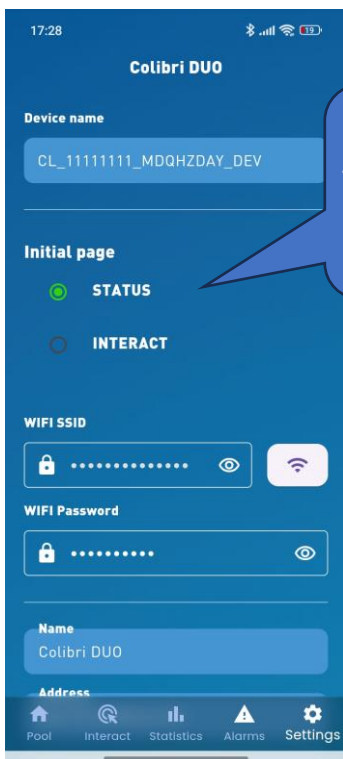 17:28
19
Colibri DUO
Device name
CL_11111111_MDQHZDAY_DEV
Initial page
STATUS
INTERACT
WIFI SSID
••••••••••••••
WIFI Password
••••••••••
Name
Colibri DUO
Address
Pool Interact Statistics Alarms Settings